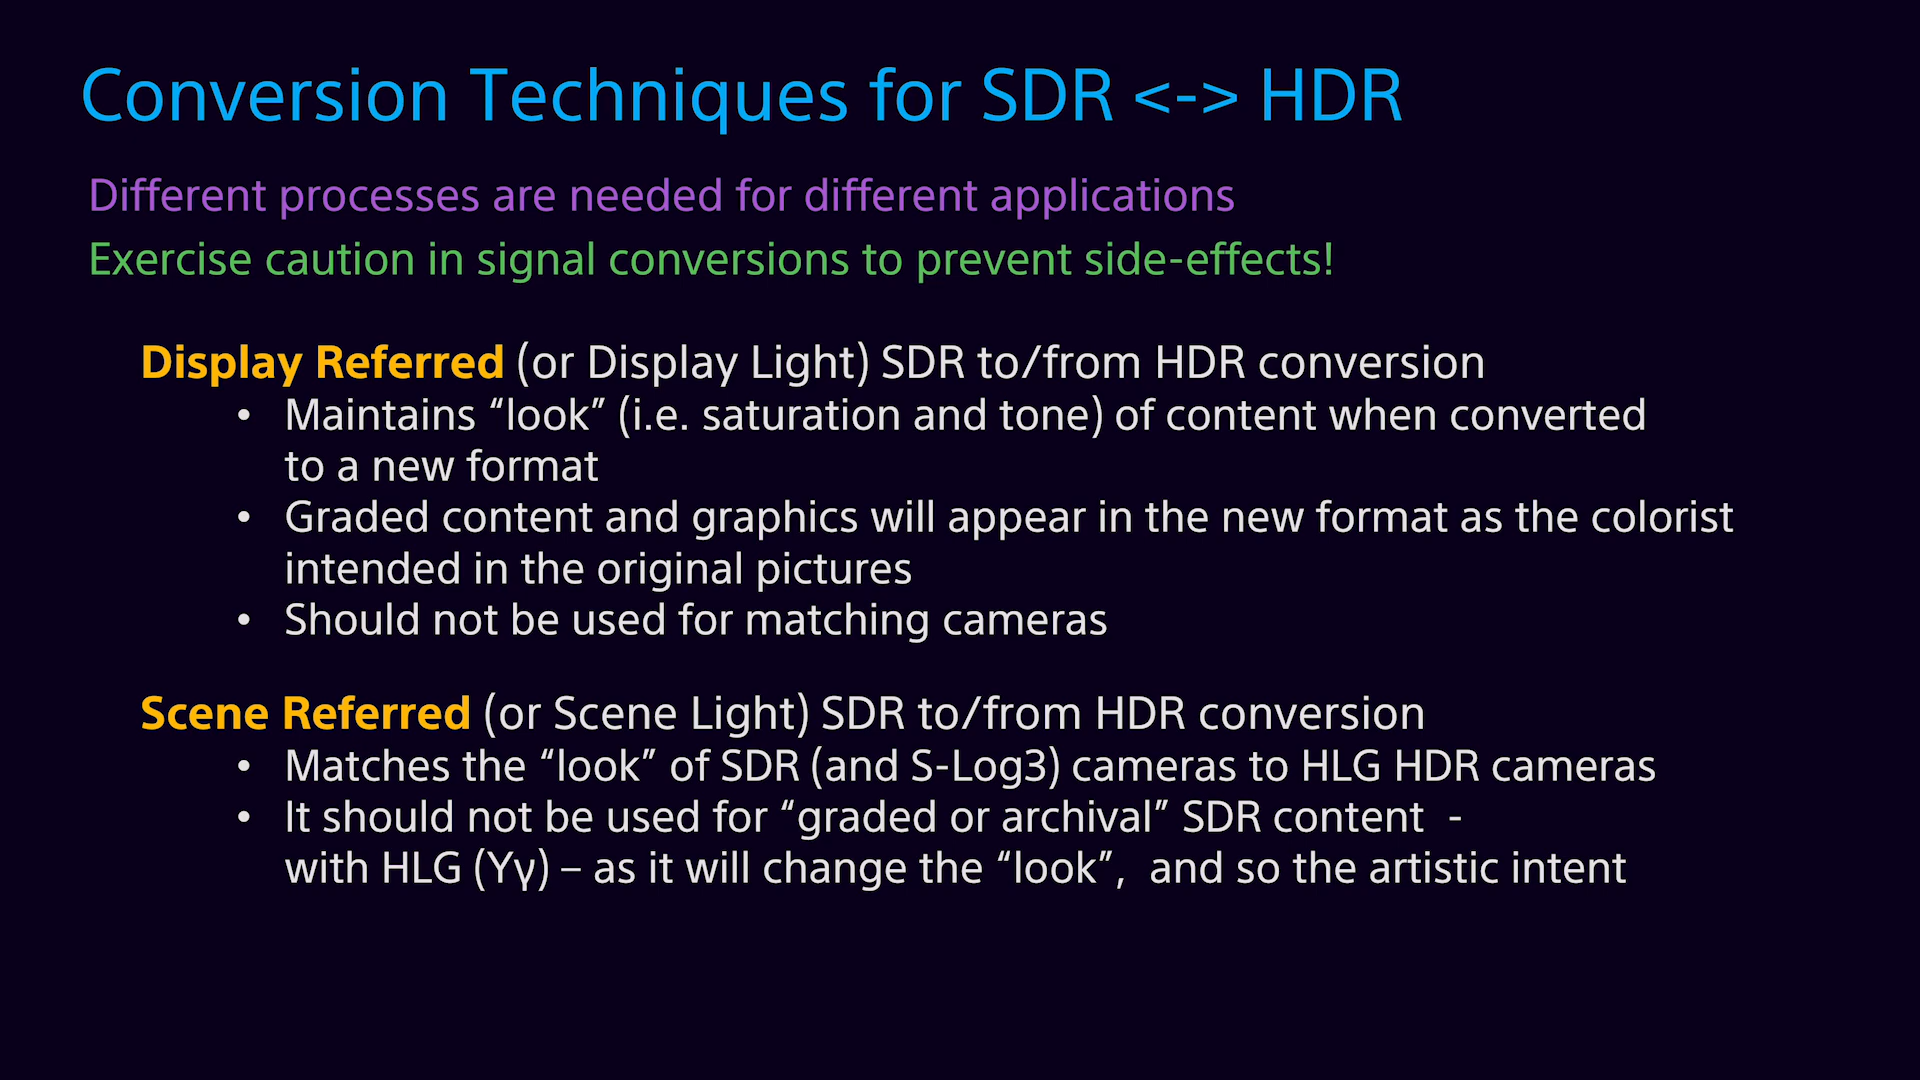 Conversion Techniques for SDR <-> HDR
Different processes are needed for different applications
Exercise caution in signal conversions to prevent side-effects!
Display Referred (or Display Light) SDR to/from HDR conversion
• Maintains “look” (i.e. saturation and tone) of content when converted
to a new format
• Graded content and graphics will appear in the new format as the colorist
intended in the original pictures
• Should not be used for matching cameras
Scene Referred (or Scene Light) SDR to/from HDR conversion
• Matches the “look” of SDR (and S-Log3) cameras to HLG HDR cameras
• It should not be used for “graded or archival” SDR content -
with HLG (Yγ) – as it will change the “look”, and so the artistic intent